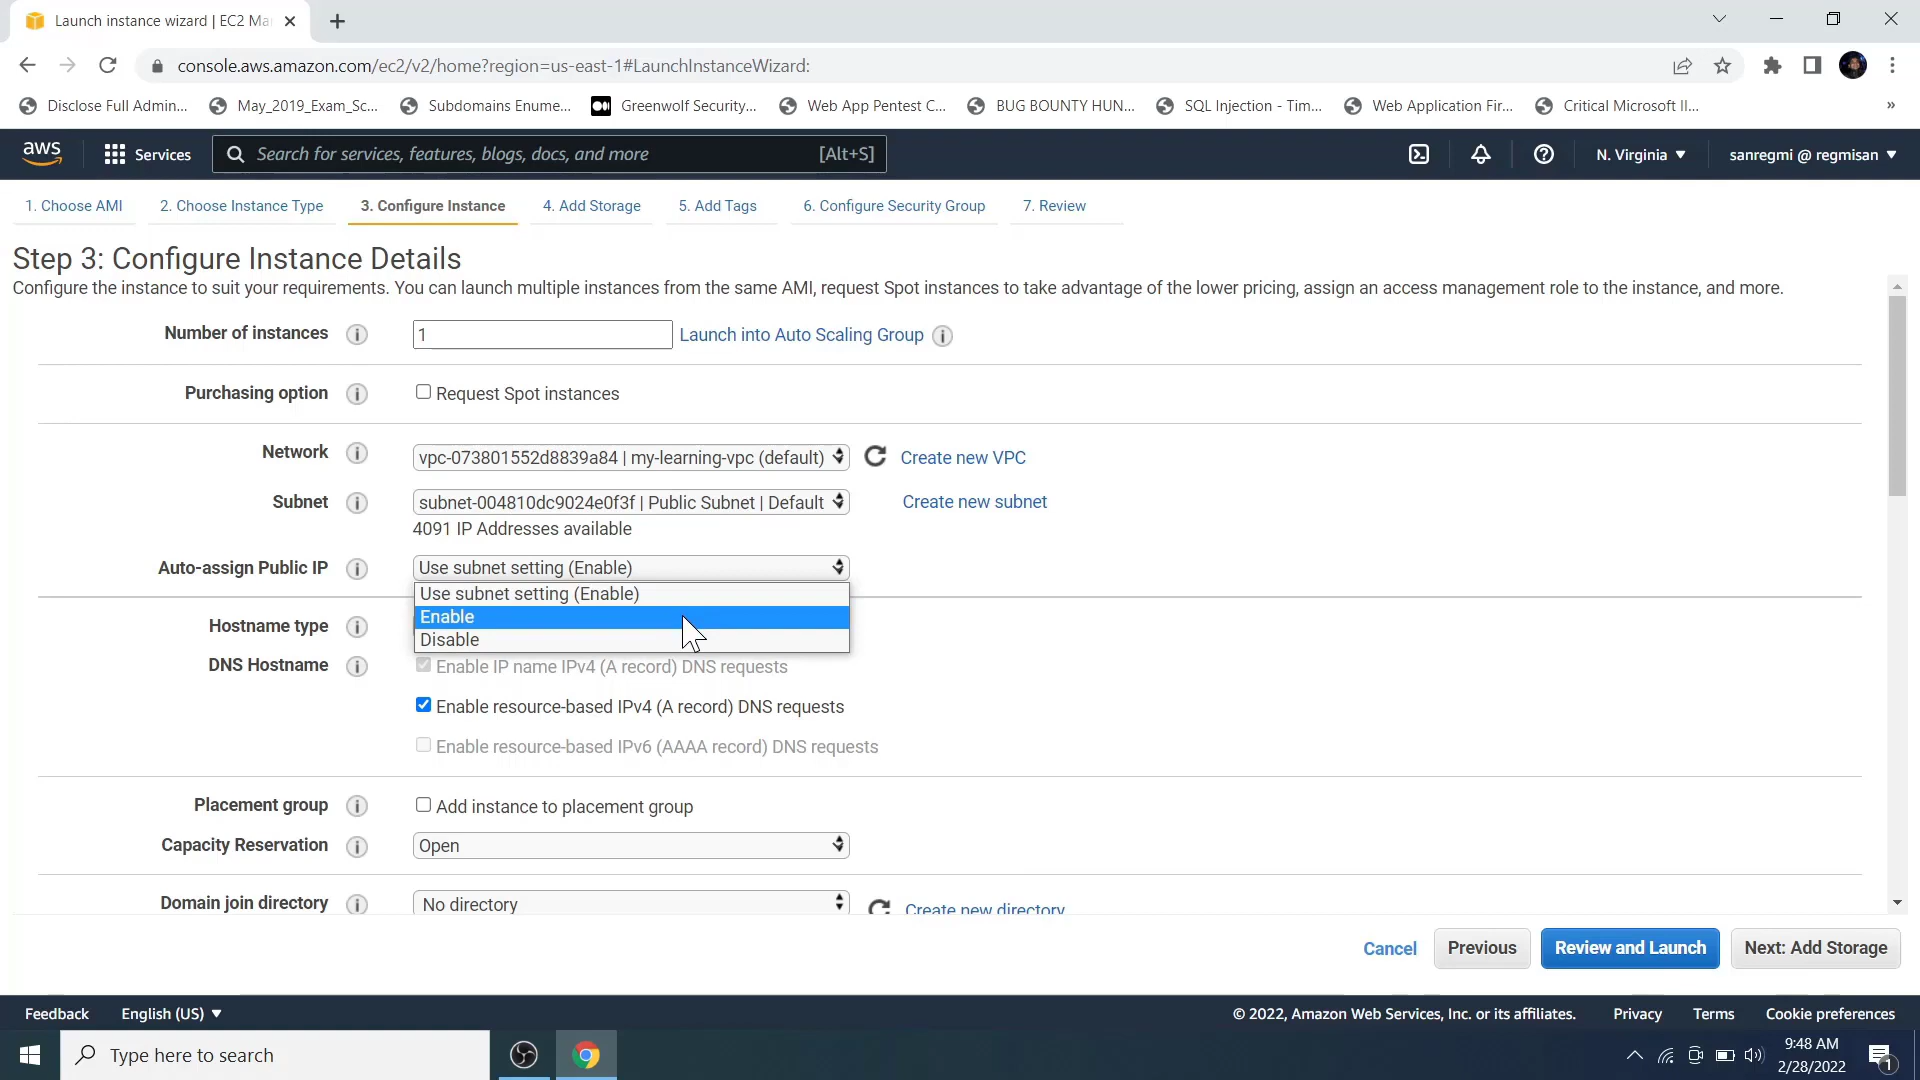 Launch instance wizard | EC2 Ma
console.aws.amazon.com/ec2/v2/home?region=us-east-1#LaunchInstanceWizard:
Disclose Full Admin...
May_2019_Exam_Sc...
Subdomains Enume...
Greenwolf Security...
Web App Pentest C...
BUG BOUNTY HUN...
SQL Injection - Tim...
Web Application Fir...
Critical Microsoft II...
»
aws
Services
Search for services, features, blogs, docs, and more
[Alt+S]
N. Virginia
sanregmi @ regmisan
1. Choose AMI
2. Choose Instance Type
3. Configure Instance
4. Add Storage
5. Add Tags
6. Configure Security Group
7. Review
Step 3: Configure Instance Details
Configure the instance to suit your requirements. You can launch multiple instances from the same AMI, request Spot instances to take advantage of the lower pricing, assign an access management role to the instance, and more.
Number of instances
1
Launch into Auto Scaling Group
Purchasing option
Request Spot instances
Network
vpc-073801552d8839a84 | my-learning-vpc (default)
Create new VPC
Subnet
subnet-004810dc9024e0f3f | Public Subnet | Default
Create new subnet
4091 IP Addresses available
Auto-assign Public IP
Use subnet setting (Enable)
Use subnet setting (Enable)
Enable
Disable
Hostname type
DNS Hostname
Enable IP name IPv4 (A record) DNS requests
Enable resource-based IPv4 (A record) DNS requests
Enable resource-based IPv6 (AAAA record) DNS requests
Placement group
Add instance to placement group
Capacity Reservation
Open
Domain join directory
No directory
Create new directory
Cancel
Previous
Review and Launch
Next: Add Storage
Feedback
English (US)
© 2022, Amazon Web Services, Inc. or its affiliates.
Privacy
Terms
Cookie preferences
Type here to search
9:48 AM
2/28/2022
1